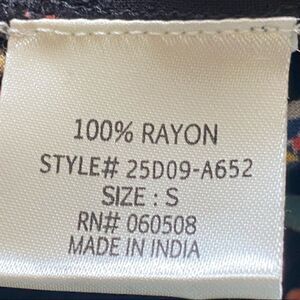 100% RAYON
STYLE# 25D09-A652
SIZE : S
RN# 060508
MADE IN INDIA